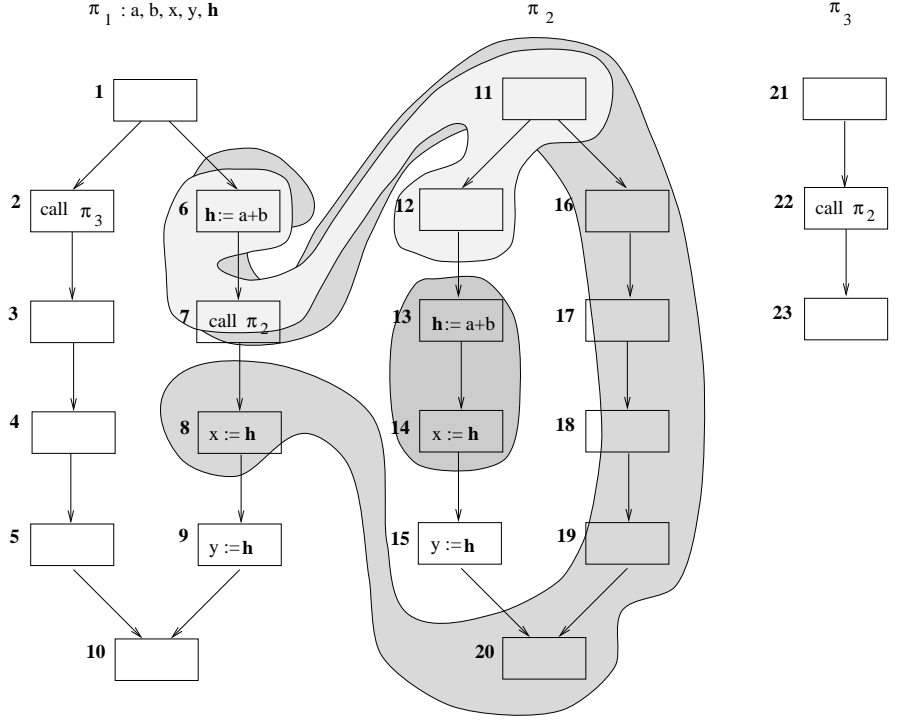 π 1 : a, b, x, y, h
π 2
π 3
1
11
21
2 call π 3
6 h:= a+b
12
16
22 call π 2
3
7 call π 2
13 h:= a+b
17
23
4
8 x := h
14 x := h
18
5
9 y :=h
15 y :=h
19
10
20